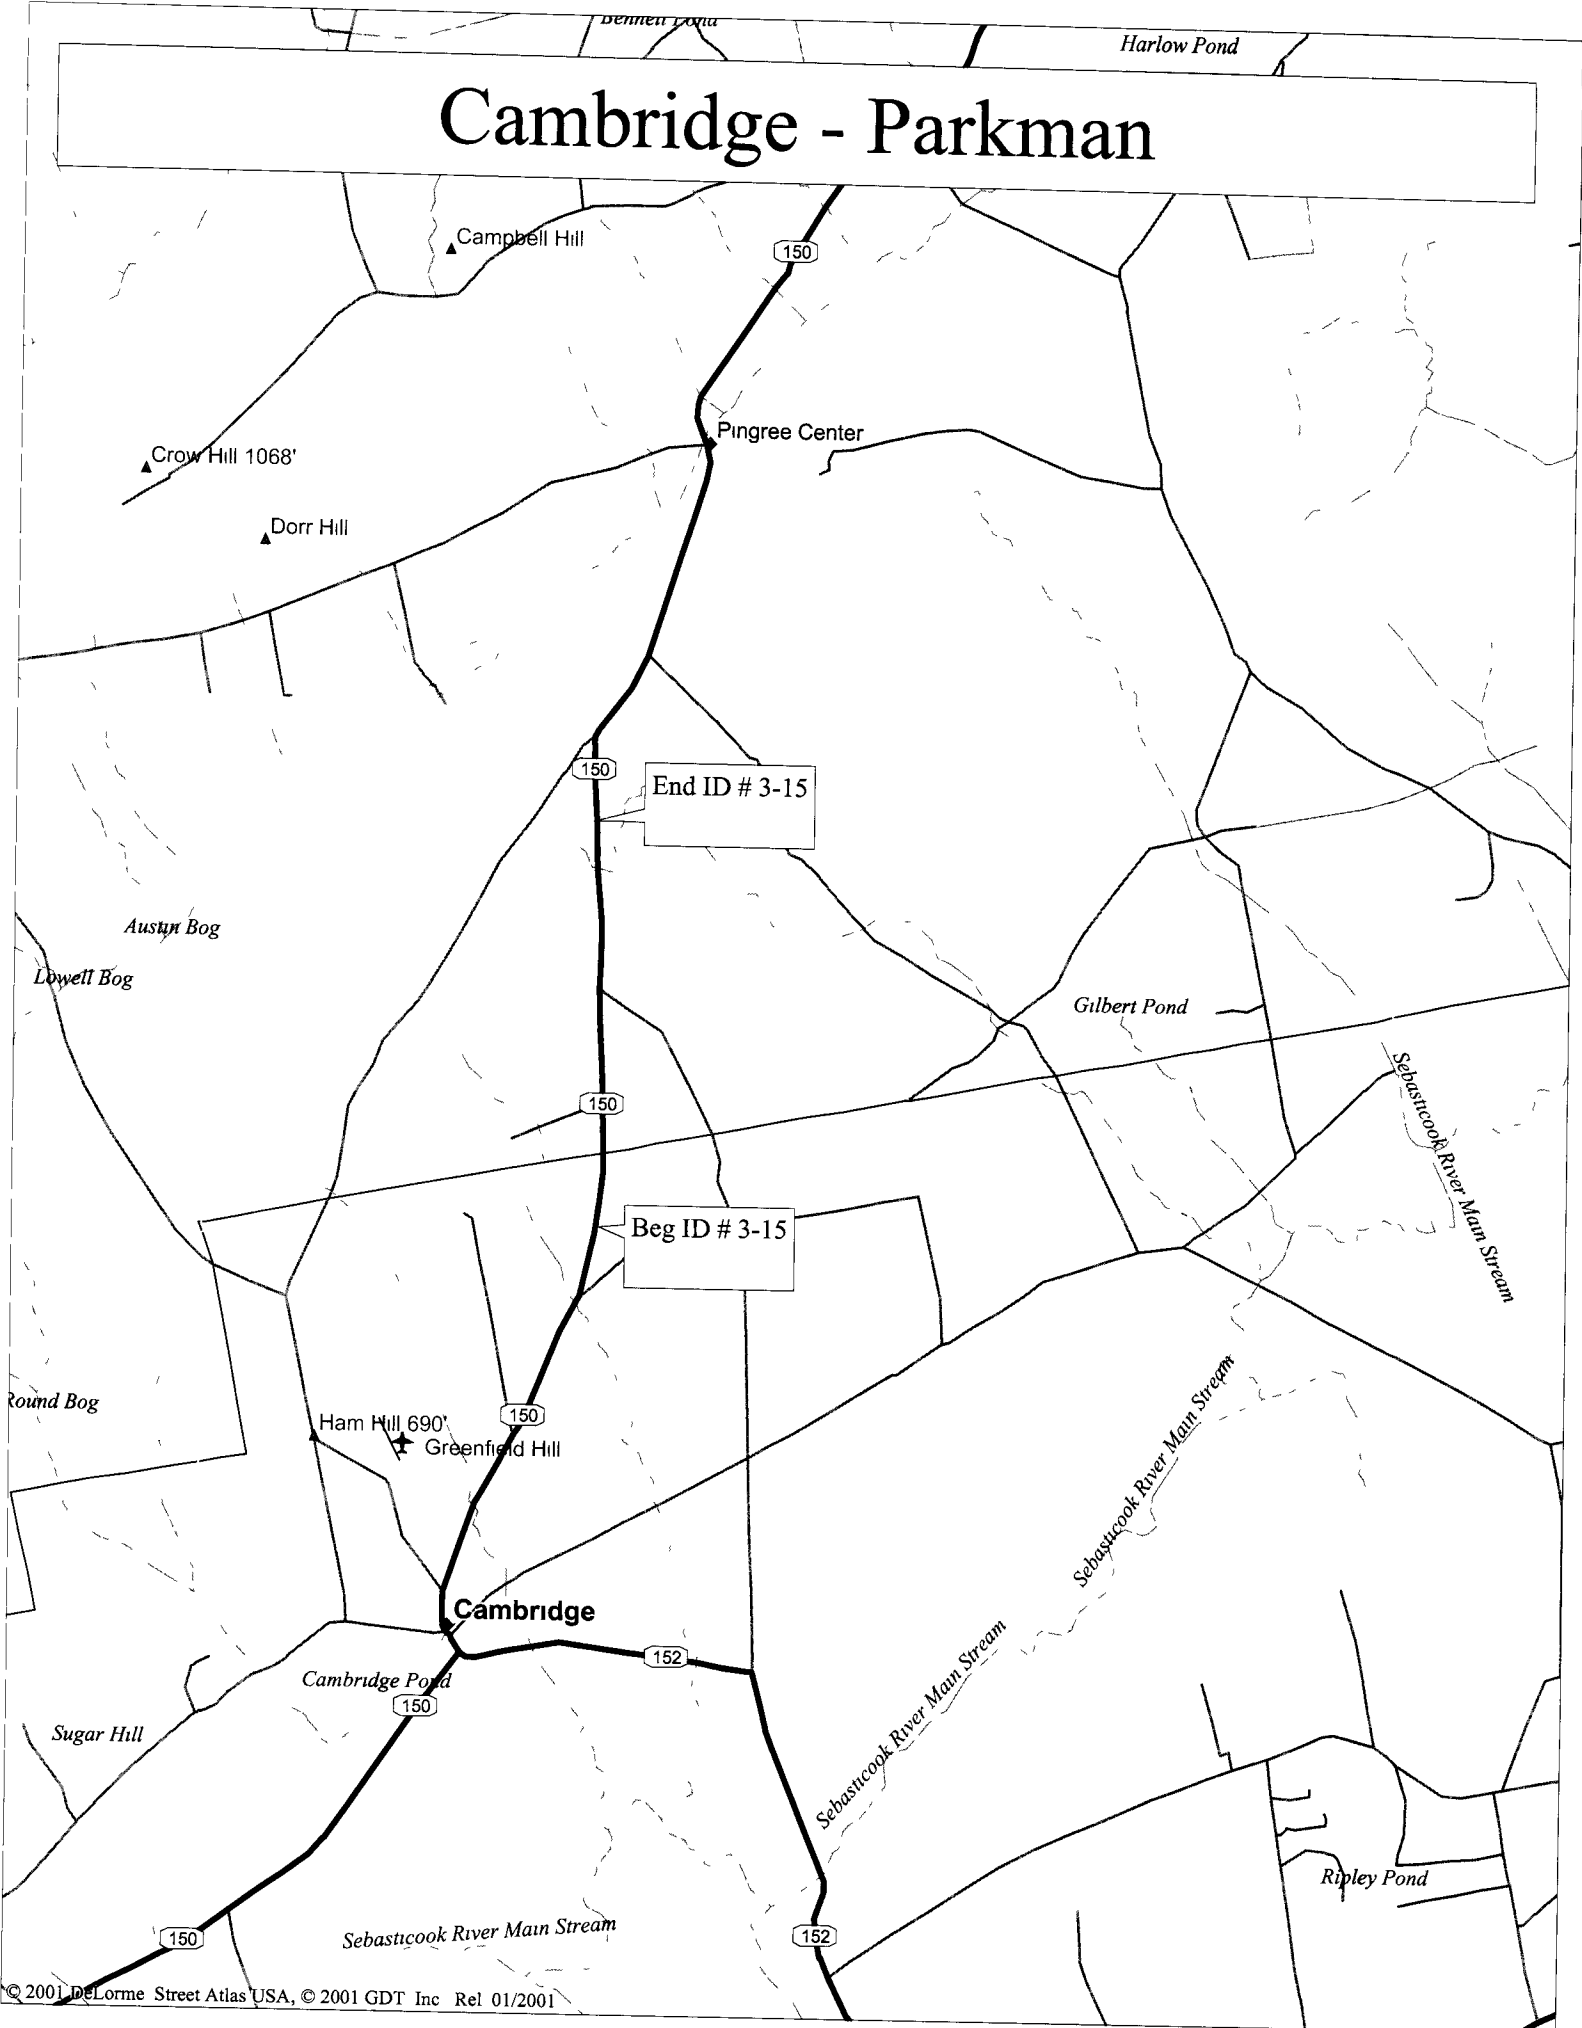 Bennett Pond
Harlow Pond
Cambridge - Parkman
Campbell Hill
150
Pingree Center
Crow Hill 1068'
Dorr Hill
150
End ID # 3-15
Austin Bog
Lowell Bog
Gilbert Pond
Sebasticook River Main Stream
150
Beg ID # 3-15
Round Bog
Ham Hill 690'
150
Greenfield Hill
Sebasticook River Main Stream
Cambridge
152
Cambridge Pond
150
Sugar Hill
Sebasticook River Main Stream
Ripley Pond
Sebasticook River Main Stream
150
152
© 2001 DeLorme Street Atlas USA, © 2001 GDT Inc Rel 01/2001